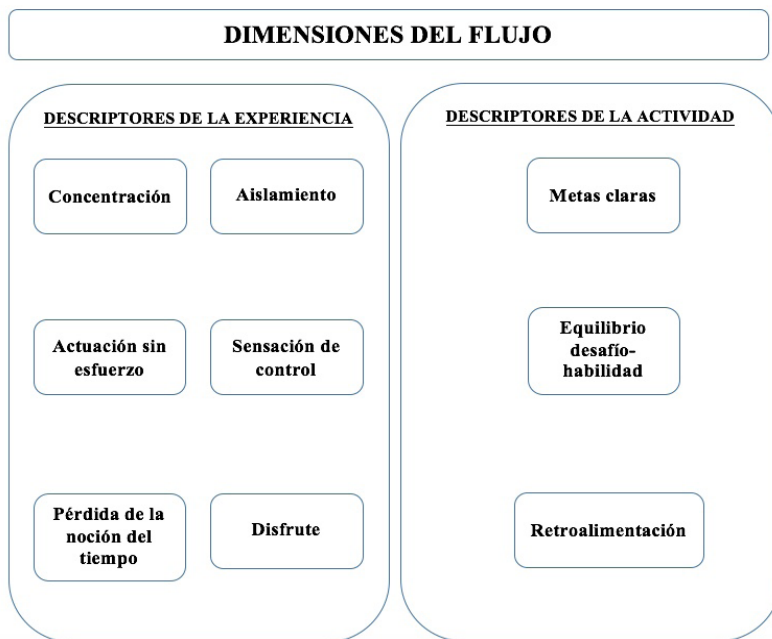 DIMENSIONES DEL FLUJO
DESCRIPTORES DE LA EXPERIENCIA
Concentración
Aislamiento
Actuación sin
esfuerzo
Sensación de
control
Pérdida de la
noción del
tiempo
Disfrute
DESCRIPTORES DE LA ACTIVIDAD
Metas claras
Equilibrio
desafío-
habilidad
Retroalimentación